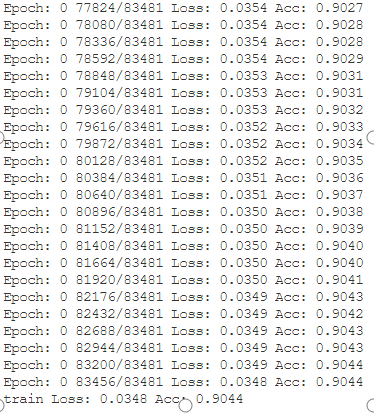 Epoch: 0 77824/83481 Loss: 0.0354 Acc: 0.9027
Epoch: 0 78080/83481 Loss: 0.0354 Acc: 0.9028
Epoch: 0 78336/83481 Loss: 0.0354 Acc: 0.9028
Epoch: 0 78592/83481 Loss: 0.0354 Acc: 0.9029
Epoch: 0 78848/83481 Loss: 0.0353 Acc: 0.9031
Epoch: 0 79104/83481 Loss: 0.0353 Acc: 0.9031
Epoch: 0 79360/83481 Loss: 0.0353 Acc: 0.9032
Epoch: 0 79616/83481 Loss: 0.0352 Acc: 0.9033
Epoch: 0 79872/83481 Loss: 0.0352 Acc: 0.9034
Epoch: 0 80128/83481 Loss: 0.0352 Acc: 0.9035
Epoch: 0 80384/83481 Loss: 0.0351 Acc: 0.9036
Epoch: 0 80640/83481 Loss: 0.0351 Acc: 0.9037
Epoch: 0 80896/83481 Loss: 0.0350 Acc: 0.9038
Epoch: 0 81152/83481 Loss: 0.0350 Acc: 0.9039
Epoch: 0 81408/83481 Loss: 0.0350 Acc: 0.9040
Epoch: 0 81664/83481 Loss: 0.0350 Acc: 0.9040
Epoch: 0 81920/83481 Loss: 0.0350 Acc: 0.9041
Epoch: 0 82176/83481 Loss: 0.0349 Acc: 0.9043
Epoch: 0 82432/83481 Loss: 0.0349 Acc: 0.9042
Epoch: 0 82688/83481 Loss: 0.0349 Acc: 0.9043
Epoch: 0 82944/83481 Loss: 0.0349 Acc: 0.9043
Epoch: 0 83200/83481 Loss: 0.0349 Acc: 0.9044
Epoch: 0 83456/83481 Loss: 0.0348 Acc: 0.9044
train Loss: 0.0348 Acc: 0.9044